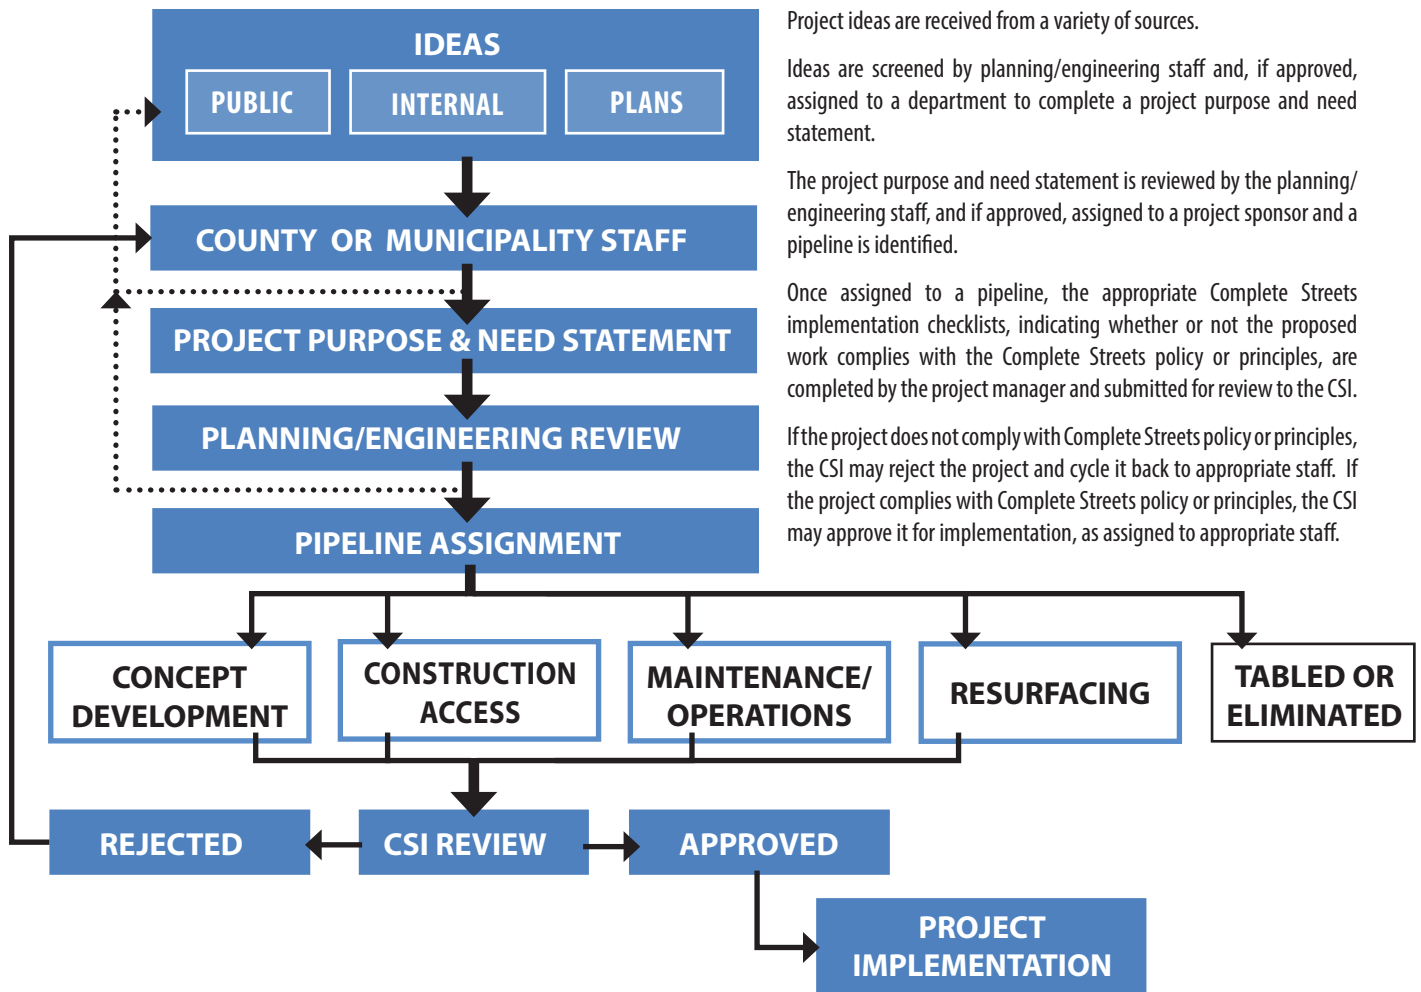 IDEAS
PUBLIC
INTERNAL
PLANS
COUNTY OR MUNICIPALITY STAFF
PROJECT PURPOSE & NEED STATEMENT
PLANNING/ENGINEERING REVIEW
PIPELINE ASSIGNMENT
Project ideas are received from a variety of sources.
Ideas are screened by planning/engineering staff and, if approved,
assigned to a department to complete a project purpose and need
statement.
The project purpose and need statement is reviewed by the planning/
engineering staff, and if approved, assigned to a project sponsor and a
pipeline is identified.
Once assigned to a pipeline, the appropriate Complete Streets
implementation checklists, indicating whether or not the proposed
work complies with the Complete Streets policy or principles, are
completed by the project manager and submitted for review to the CSI.
If the project does not comply with Complete Streets policy or principles,
the CSI may reject the project and cycle it back to appropriate staff. If
the project complies with Complete Streets policy or principles, the CSI
may approve it for implementation, as assigned to appropriate staff.
CONCEPT
DEVELOPMENT
CONSTRUCTION
ACCESS
MAINTENANCE/
OPERATIONS
RESURFACING
TABLED OR
ELIMINATED
REJECTED
CSI REVIEW
APPROVED
PROJECT
IMPLEMENTATION